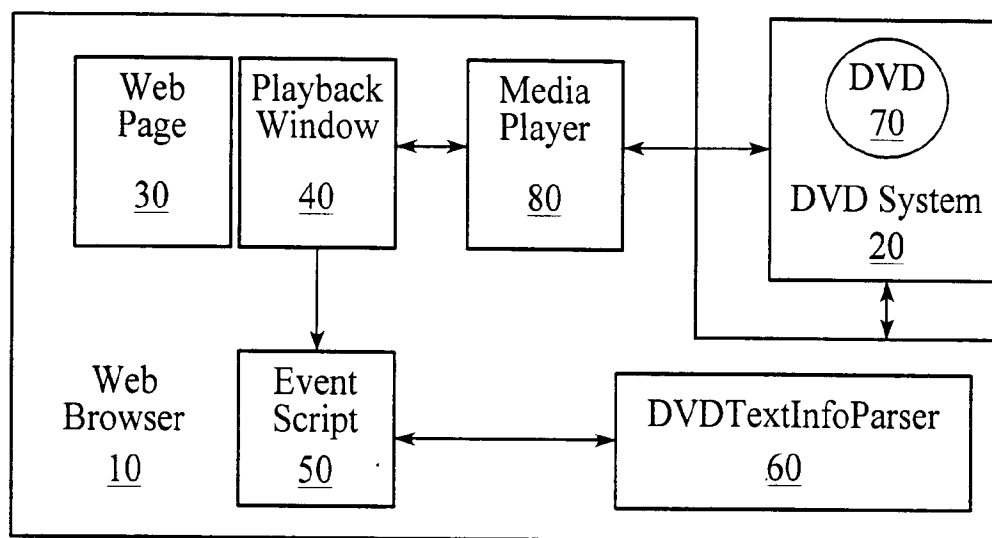 Web
Page
30
Playback
Window
40
Media
Player
80
DVD
70
DVD System
20
Web
Browser
10
Event
Script
50
DVDTextInfoParser
60